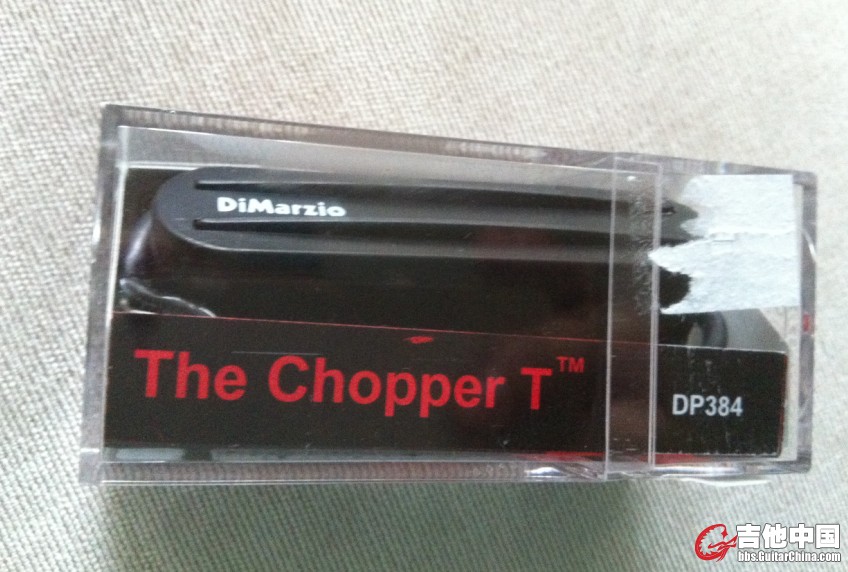 DiMarzio
The Chopper T™
DP384
吉他中国
bbs.GuitarChina.com